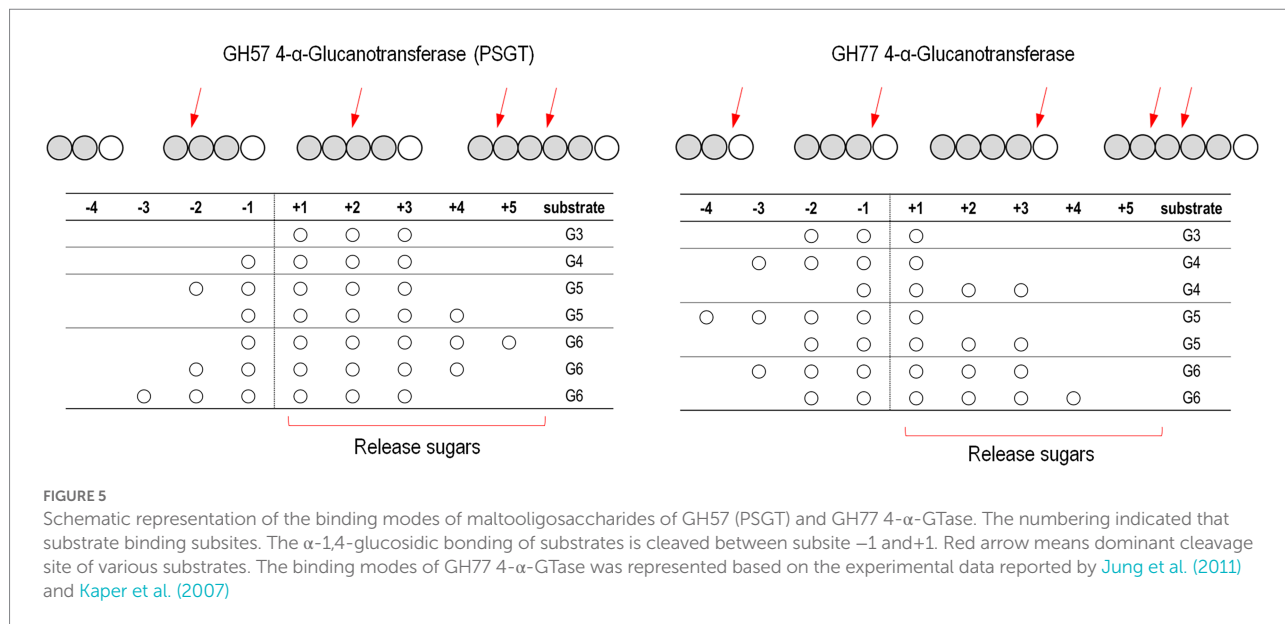 GH57 4-α-Glucanotransferase (PSGT)
GH77 4-α-Glucanotransferase
-4 -3 -2 -1 +1 +2 +3 +4 +5 substrate
G3
G4
G5
G5
G6
G6
G6
Release sugars
-4 -3 -2 -1 +1 +2 +3 +4 +5 substrate
G3
G4
G4
G5
G5
G6
G6
Release sugars
FIGURE 5
Schematic representation of the binding modes of maltooligosaccharides of GH57 (PSGT) and GH77 4-α-GTase. The numbering indicated that
substrate binding subsites. The α-1,4-glucosidic bonding of substrates is cleaved between subsite −1 and+1. Red arrow means dominant cleavage
site of various substrates. The binding modes of GH77 4-α-GTase was represented based on the experimental data reported by Jung et al. (2011)
and Kaper et al. (2007)